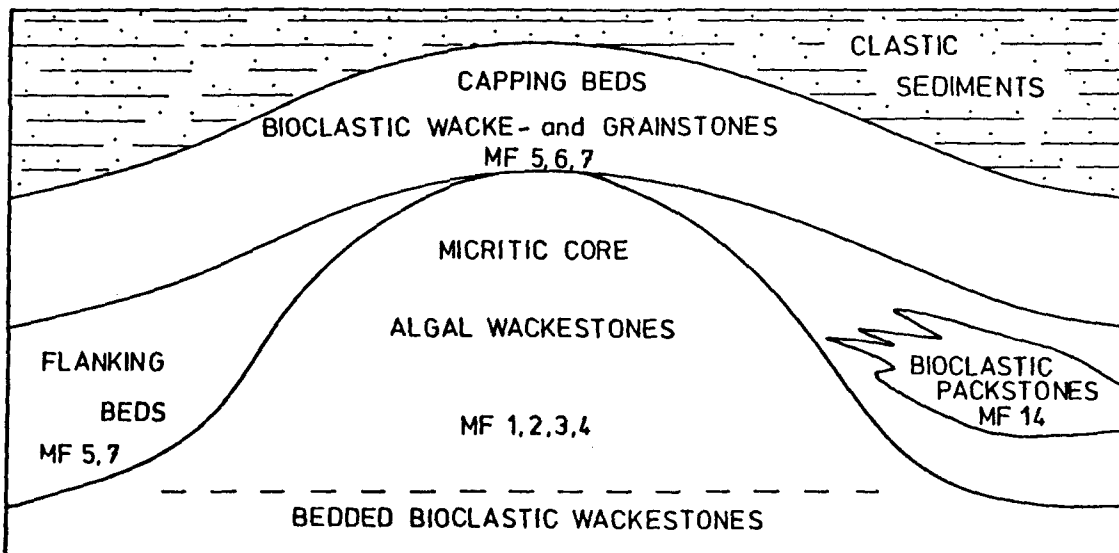 CLASTIC
SEDIMENTS
CAPPING BEDS
BIOCLASTIC WACKE- and GRAINSTONES
MF 5, 6, 7
MICRITIC CORE
ALGAL WACKESTONES
MF 1, 2, 3, 4
FLANKING
BEDS
MF 5, 7
BIOCLASTIC
PACKSTONES
MF 14
BEDDED BIOCLASTIC WACKESTONES